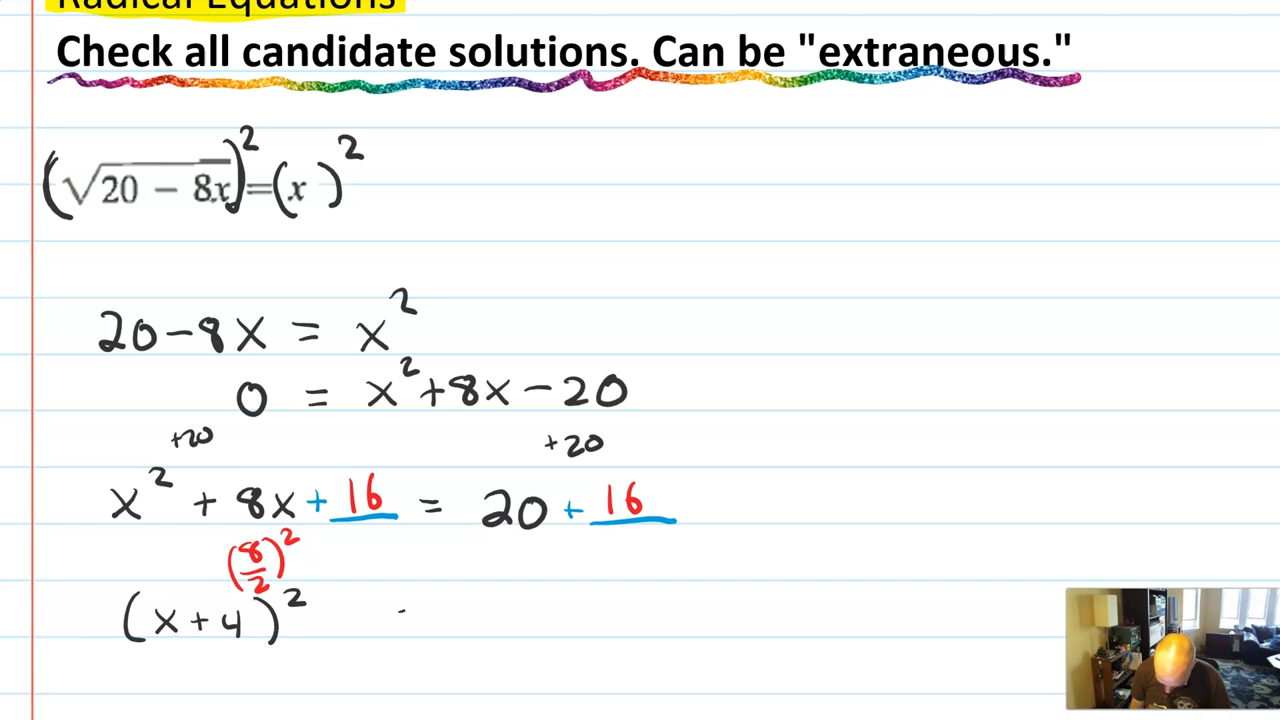 Radical Equations
Check all candidate solutions. Can be "extraneous."
(√20 − 8x)²=(x)²
20-8x = x²
0 = x²+8x-20
+20 +20
x² + 8x + 16 = 20 + 16
(8/2)²
(x+4)²